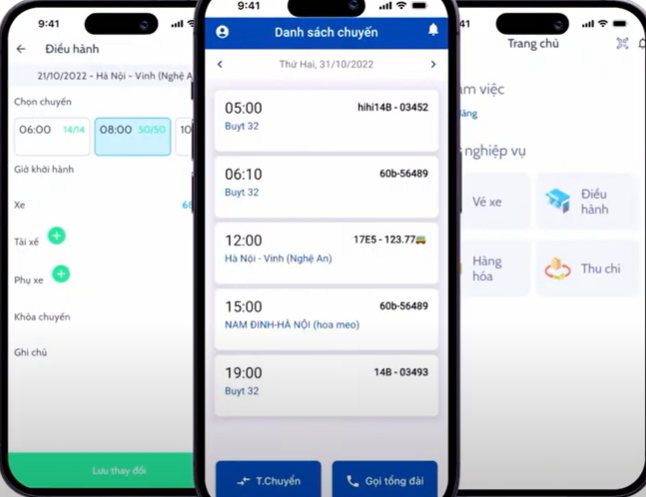 9:41
Điều hành
21/10/2022 - Hà Nội - Vinh (Nghệ A
Chọn chuyến
06:00 14/14
08:00 50/50
10
Giờ khởi hành
Xe
Tài xế
Phụ xe
Khóa chuyến
Ghi chú
Lưu thay đổi
9:41
Danh sách chuyến
Thứ Hai, 31/10/2022
05:00 hihi14B - 03452
Buyt 32
06:10 60b-56489
Buyt 32
12:00 17E5 - 123.77
Hà Nội - Vinh (Nghệ An)
15:00 60b-56489
NAM ĐINH-HÀ NỘI (hoa meo)
19:00 14B - 03493
Buyt 32
T.Chuyến
Gọi tổng đài
41
Trang chủ
àm việc
nghiệp vụ
Vé xe
Điều
hành
Hàng
hóa
Thu chi